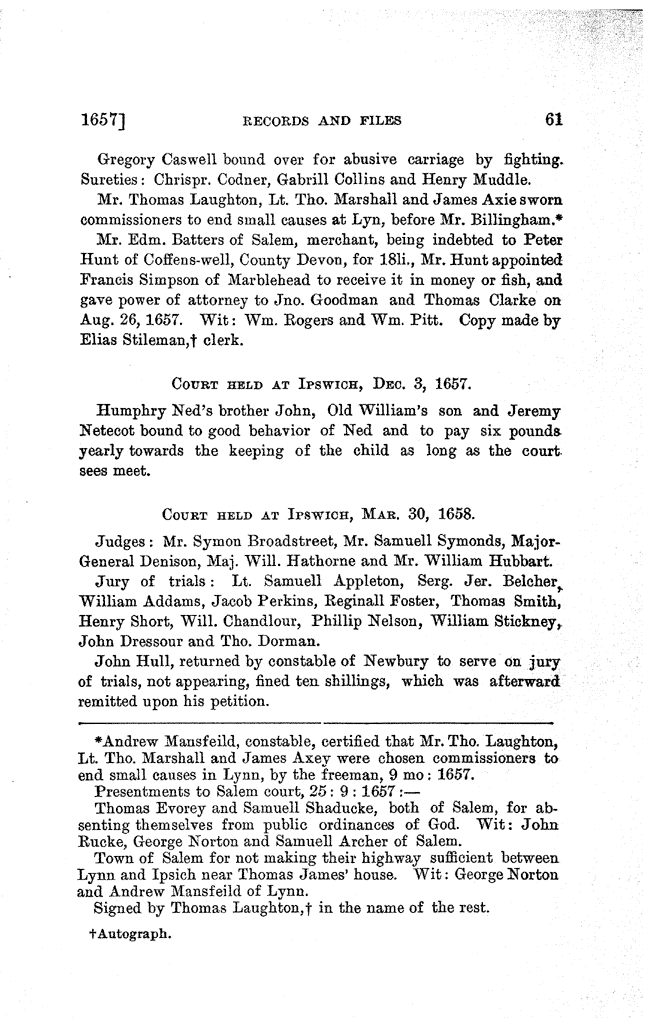 1657] RECORDS AND FILES 61
Gregory Caswell bound over for abusive carriage by fighting.
Sureties: Chrispr. Codner, Gabrill Collins and Henry Muddle.
Mr. Thomas Laughton, Lt. Tho. Marshall and James Axie sworn
commissioners to end small causes at Lyn, before Mr. Billingham.*
Mr. Edm. Batters of Salem, merchant, being indebted to Peter
Hunt of Coffens-well, County Devon, for 18li., Mr. Hunt appointed
Francis Simpson of Marblehead to receive it in money or fish, and
gave power of attorney to Jno. Goodman and Thomas Clarke on
Aug. 26, 1657. Wit: Wm. Rogers and Wm. Pitt. Copy made by
Elias Stileman,† clerk.
COURT HELD AT IPSWICH, DEC. 3, 1657.
Humphry Ned's brother John, Old William's son and Jeremy
Netecot bound to good behavior of Ned and to pay six pounds
yearly towards the keeping of the child as long as the court
sees meet.
COURT HELD AT IPSWICH, MAR. 30, 1658.
Judges: Mr. Symon Broadstreet, Mr. Samuell Symonds, Major-
General Denison, Maj. Will. Hathorne and Mr. William Hubbart.
Jury of trials: Lt. Samuell Appleton, Serg. Jer. Belcher,
William Addams, Jacob Perkins, Reginall Foster, Thomas Smith,
Henry Short, Will. Chandlour, Phillip Nelson, William Stickney,
John Dressour and Tho. Dorman.
John Hull, returned by constable of Newbury to serve on jury
of trials, not appearing, fined ten shillings, which was afterward
remitted upon his petition.
*Andrew Mansfeild, constable, certified that Mr. Tho. Laughton,
Lt. Tho. Marshall and James Axey were chosen commissioners to
end small causes in Lynn, by the freeman, 9 mo: 1657.
Presentments to Salem court, 25: 9: 1657:—
Thomas Evorey and Samuell Shaducke, both of Salem, for ab-
senting themselves from public ordinances of God. Wit: John
Rucke, George Norton and Samuell Archer of Salem.
Town of Salem for not making their highway sufficient between
Lynn and Ipsich near Thomas James' house. Wit: George Norton
and Andrew Mansfeild of Lynn.
Signed by Thomas Laughton,† in the name of the rest.
†Autograph.